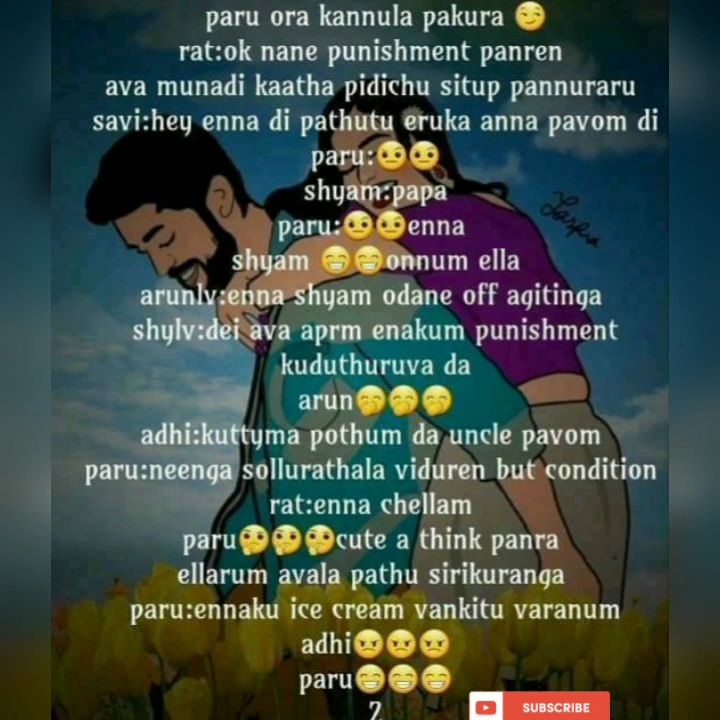 paru ora kannula pakura 😏
rat:ok nane punishment panren
ava munadi kaatha pidichu situp pannuraru
savi:hey enna di pathutu eruka anna pavom di
paru:🤨🤨
shyam:papa
paru:🤨🤨enna
shyam 😁😁onnum ella
arunlv:enna shyam odane off agitinga
shylv:dei ava aprm enakum punishment
kuduthuruva da
arun🤭🤭🤭
adhi:kuttyma pothum da uncle pavom
paru:neenga sollurathala viduren but condition
rat:enna chellam
paru🤔🤔🤔cute a think panra
ellarum avala pathu sirikuranga
paru:ennaku ice cream vankitu varanum
adhi😠😠😠
paru😁😁😁
2
SUBSCRIBE